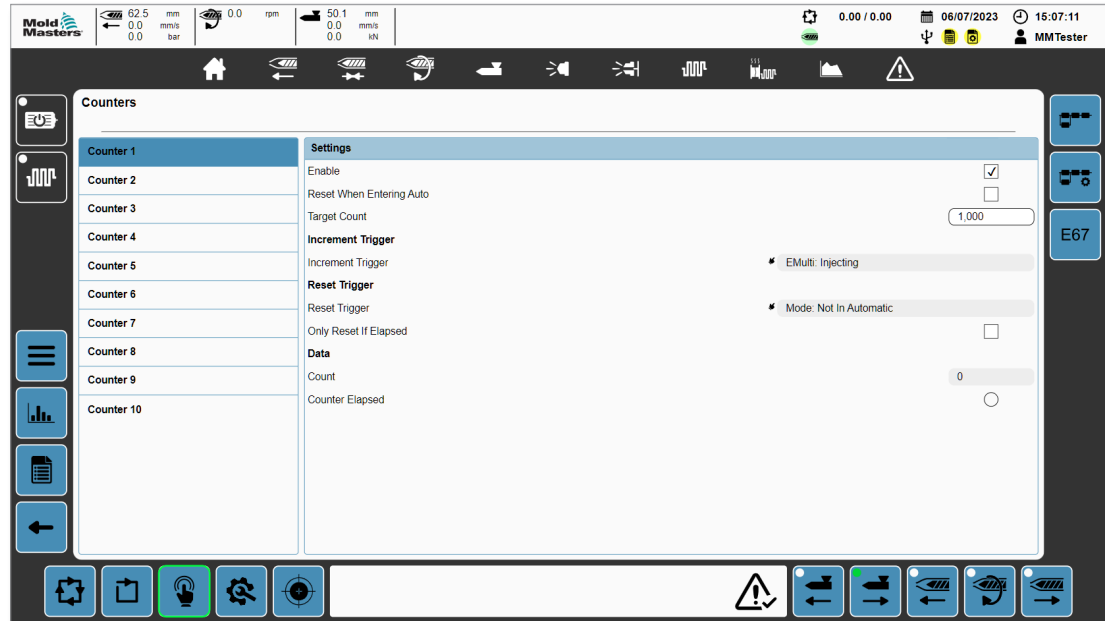 Mold
Masters
62.5 mm
0.0 mm/s
0.0 bar
0.0 rpm
50.1 mm
0.0 mm/s
0.0 kN
0.00 / 0.00
06/07/2023
15:07:11
MMTester
Counters
Counter 1
Counter 2
Counter 3
Counter 4
Counter 5
Counter 6
Counter 7
Counter 8
Counter 9
Counter 10
Settings
Enable
Reset When Entering Auto
Target Count 1,000
Increment Trigger
Increment Trigger EMulti: Injecting
Reset Trigger
Reset Trigger Mode: Not In Automatic
Only Reset If Elapsed
Data
Count 0
Counter Elapsed
E67